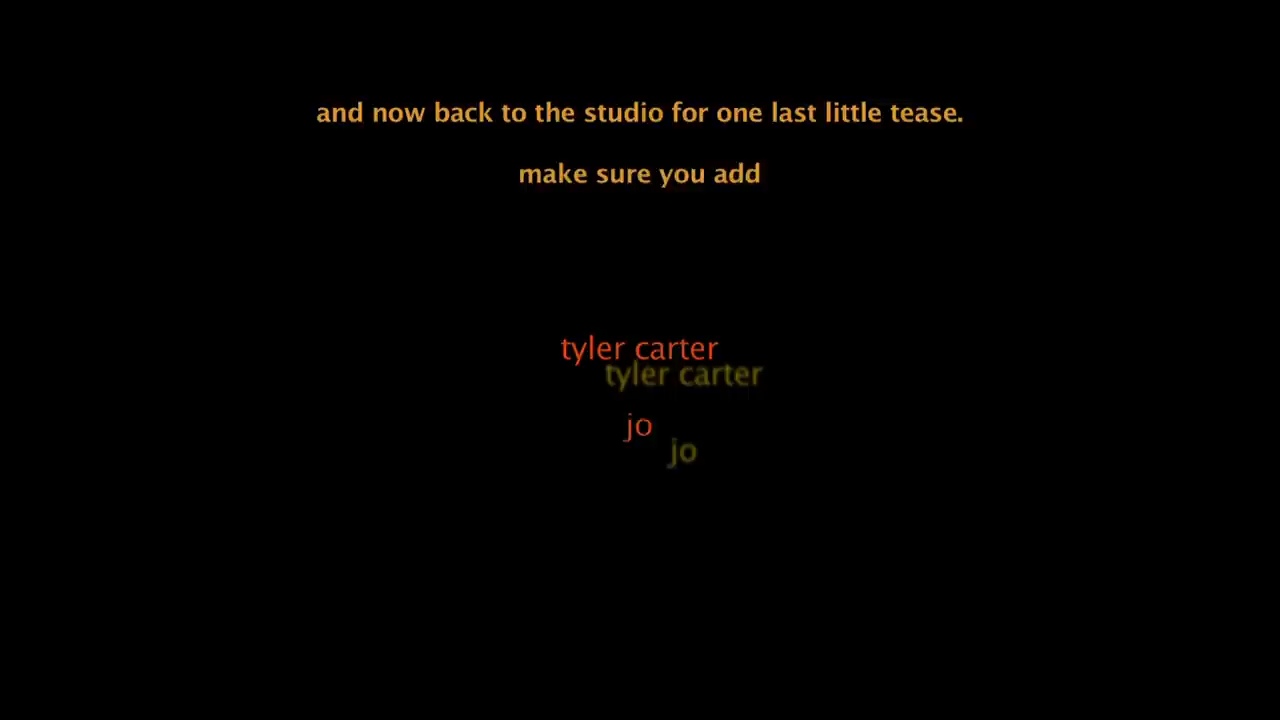 and now back to the studio for one last little tease.
make sure you add
tyler carter
tyler carter
jo
jo